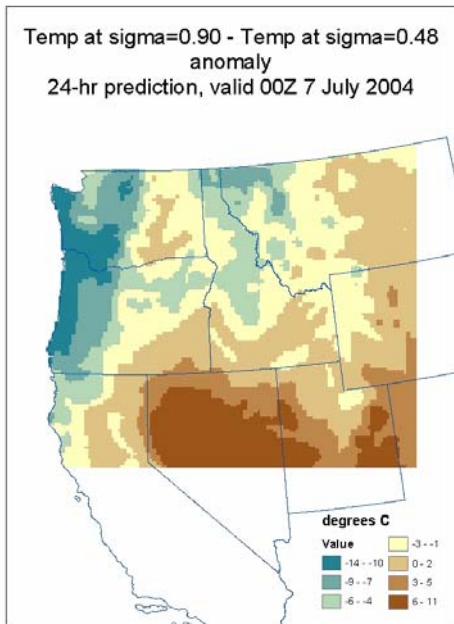 Temp at sigma=0.90 - Temp at sigma=0.48
anomaly
24-hr prediction, valid 00Z 7 July 2004
degrees C
Value
-14 - -10
-9 - -7
-6 - -4
-3 - -1
0 - 2
3 - 5
6 - 11